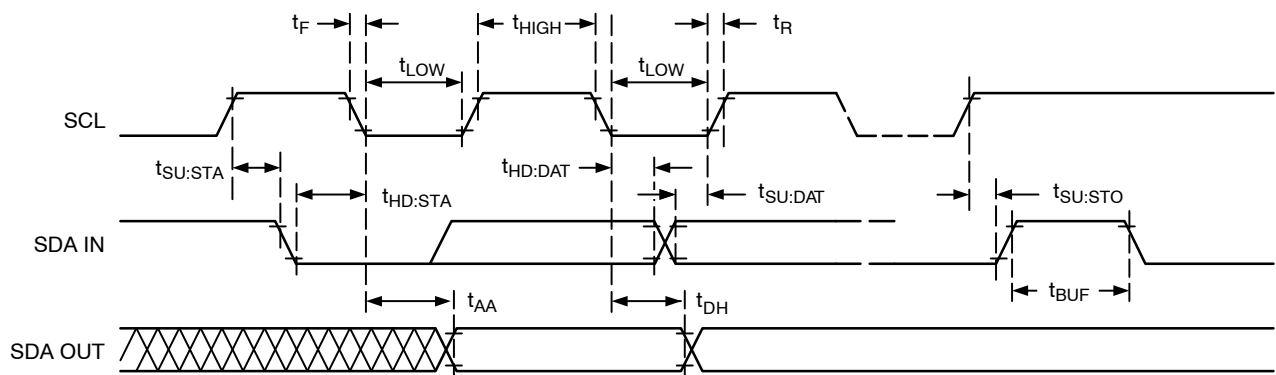 tF
tHIGH
tR
tLOW
tLOW
SCL
tSU:STA
tHD:STA
tHD:DAT
tSU:DAT
tSU:STO
SDA IN
tAA
tDH
tBUF
SDA OUT